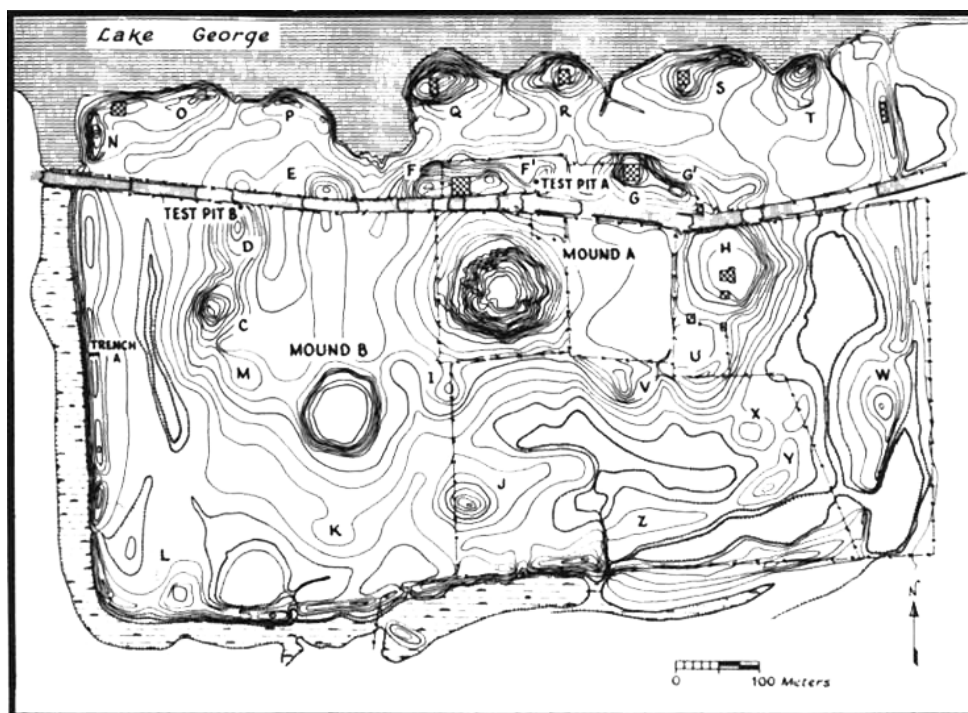 Lake George
Q
R
S
T
N
O
P
E
F
F'
TEST PIT A
G
G'
TEST PIT B
D
MOUND A
H
C
TRENCH
A
MOUND B
M
I
V
U
W
X
J
Y
K
Z
L
N
0
100 Meters